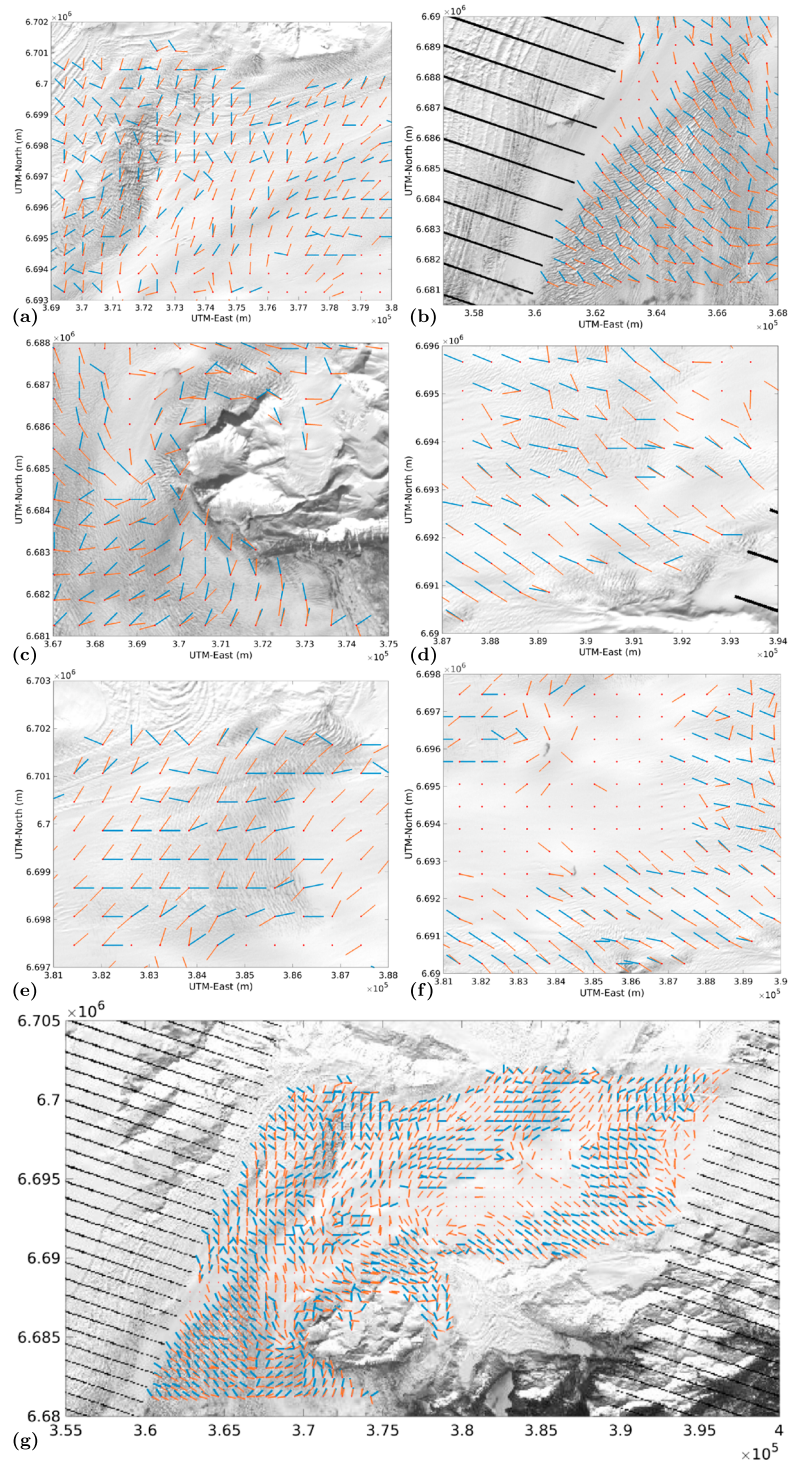 ×10⁶
6.702
6.701
6.7
6.699
6.698
6.697
6.696
6.695
6.694
6.693
UTM-North (m)
3.69 3.7 3.71 3.72 3.73 3.74 3.75 3.76 3.77 3.78 3.79 3.8
UTM-East (m)
×10⁵
(a)
×10⁶
6.69
6.689
6.688
6.687
6.686
6.685
6.684
6.683
6.682
6.681
UTM-North (m)
3.58 3.6 3.62 3.64 3.66 3.68
UTM-East (m)
×10⁵
(b)
×10⁶
6.688
6.687
6.686
6.685
6.684
6.683
6.682
6.681
UTM-North (m)
3.67 3.68 3.69 3.7 3.71 3.72 3.73 3.74 3.75
UTM-East (m)
×10⁵
(c)
×10⁶
6.696
6.695
6.694
6.693
6.692
6.691
6.69
UTM-North (m)
3.87 3.88 3.89 3.9 3.91 3.92 3.93 3.94
UTM-East (m)
×10⁵
(d)
×10⁶
6.703
6.702
6.701
6.7
6.699
6.698
6.697
UTM-North (m)
3.81 3.82 3.83 3.84 3.85 3.86 3.87 3.88
UTM-East (m)
×10⁵
(e)
×10⁶
6.698
6.697
6.696
6.695
6.694
6.693
6.692
6.691
6.69
UTM-North (m)
3.81 3.82 3.83 3.84 3.85 3.86 3.87 3.88 3.89 3.9
UTM-East (m)
×10⁵
(f)
×10⁶
6.705
6.7
6.695
6.69
6.685
6.68
3.55 3.6 3.65 3.7 3.75 3.8 3.85 3.9 3.95 4
×10⁵
(g)